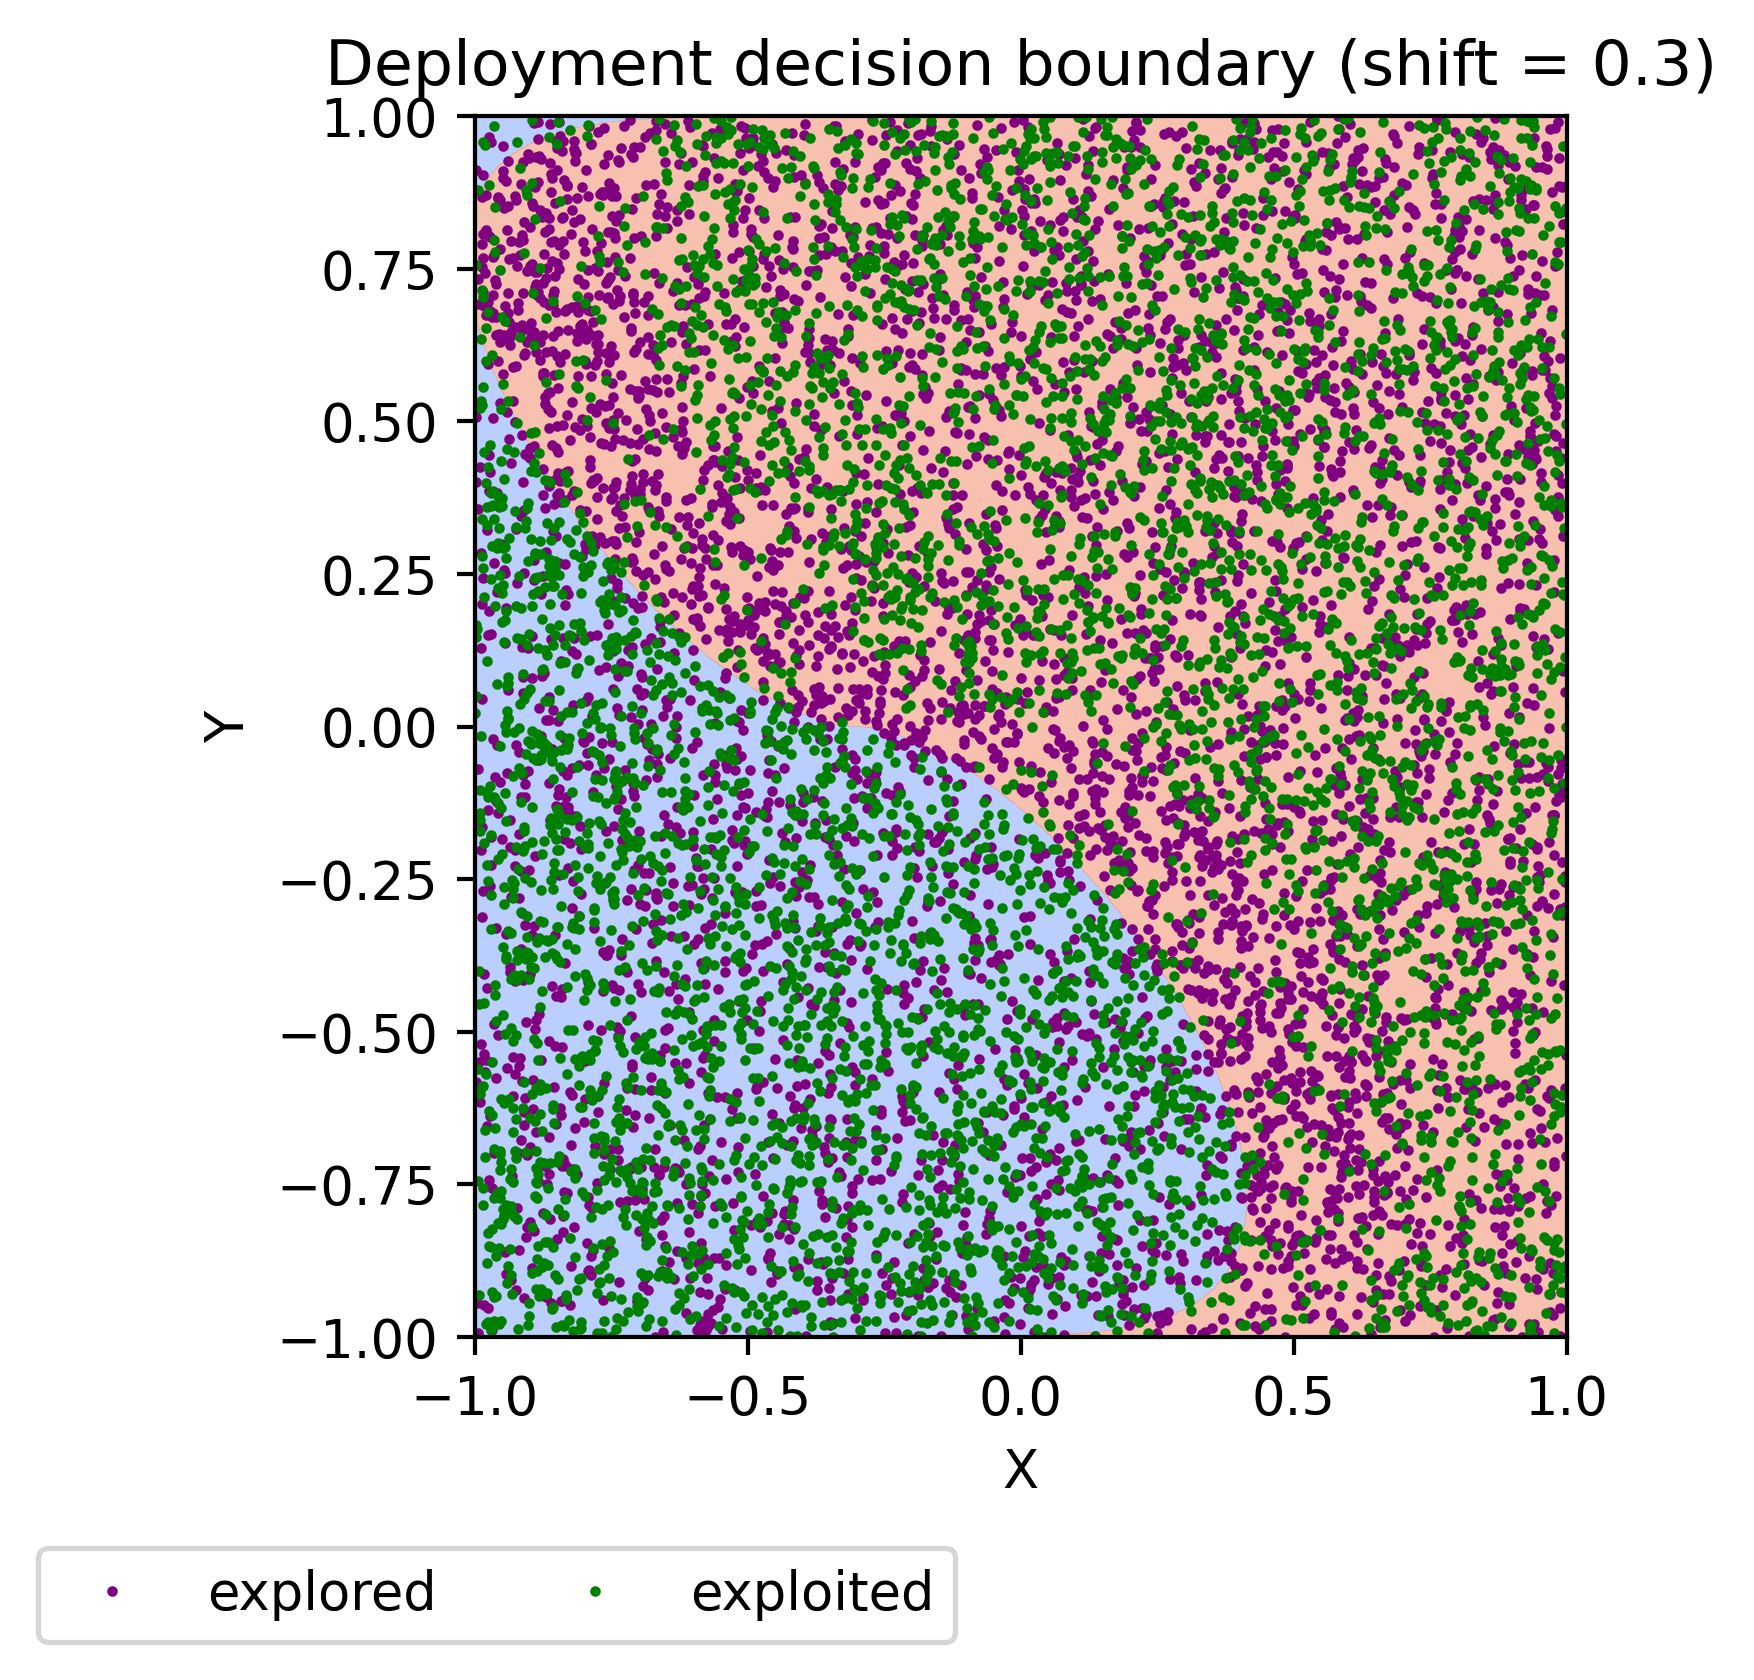 Deployment decision boundary (shift = 0.3)
1.00
0.75
0.50
0.25
0.00
−0.25
−0.50
−0.75
−1.00
Y
−1.0 −0.5 0.0 0.5 1.0
X
explored exploited